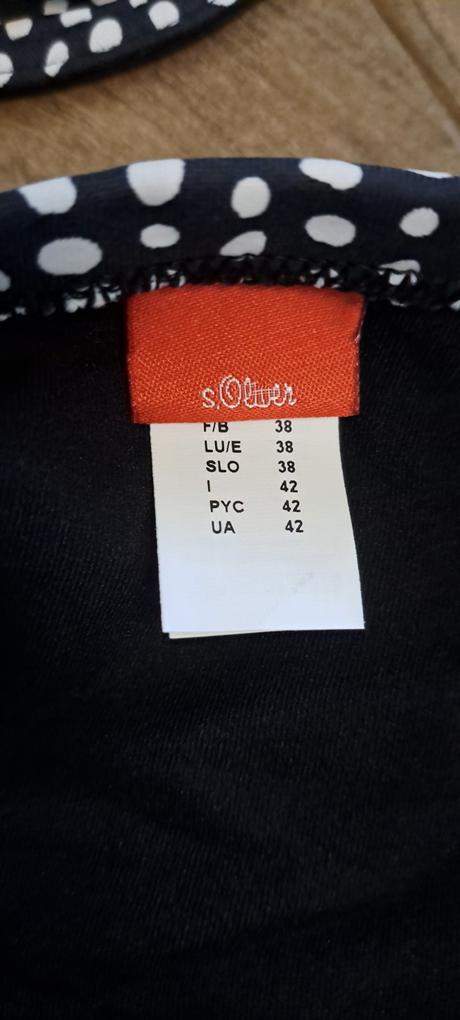 s.Oliver
F/B 38
LU/E 38
SLO 38
I 42
PYC 42
UA 42